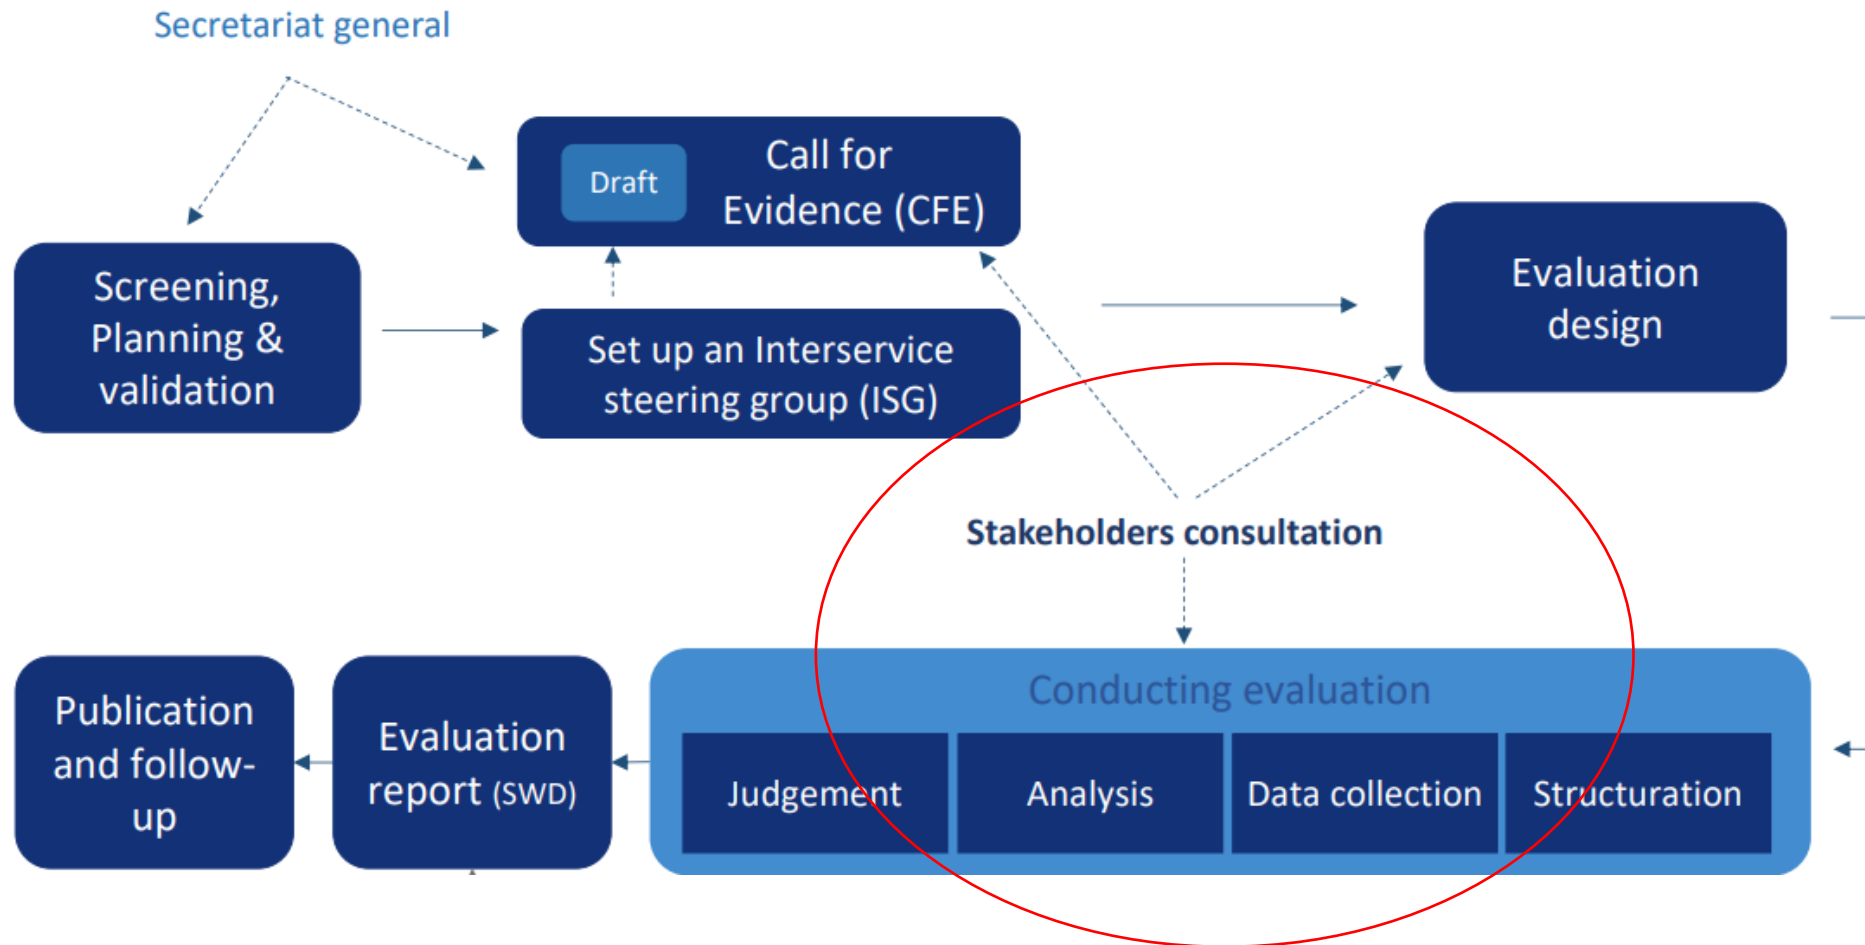 Secretariat general
Draft
Call for
Evidence (CFE)
Screening,
Planning &
validation
Set up an Interservice
steering group (ISG)
Evaluation
design
Stakeholders consultation
Conducting evaluation
Structuration
Data collection
Analysis
Judgement
Evaluation
report (SWD)
Publication
and follow-
up